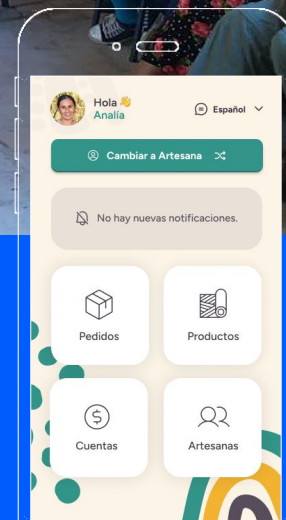 Hola 👋
Analía
Español
Cambiar a Artesana
No hay nuevas notificaciones.
Pedidos
Productos
Cuentas
Artesanas